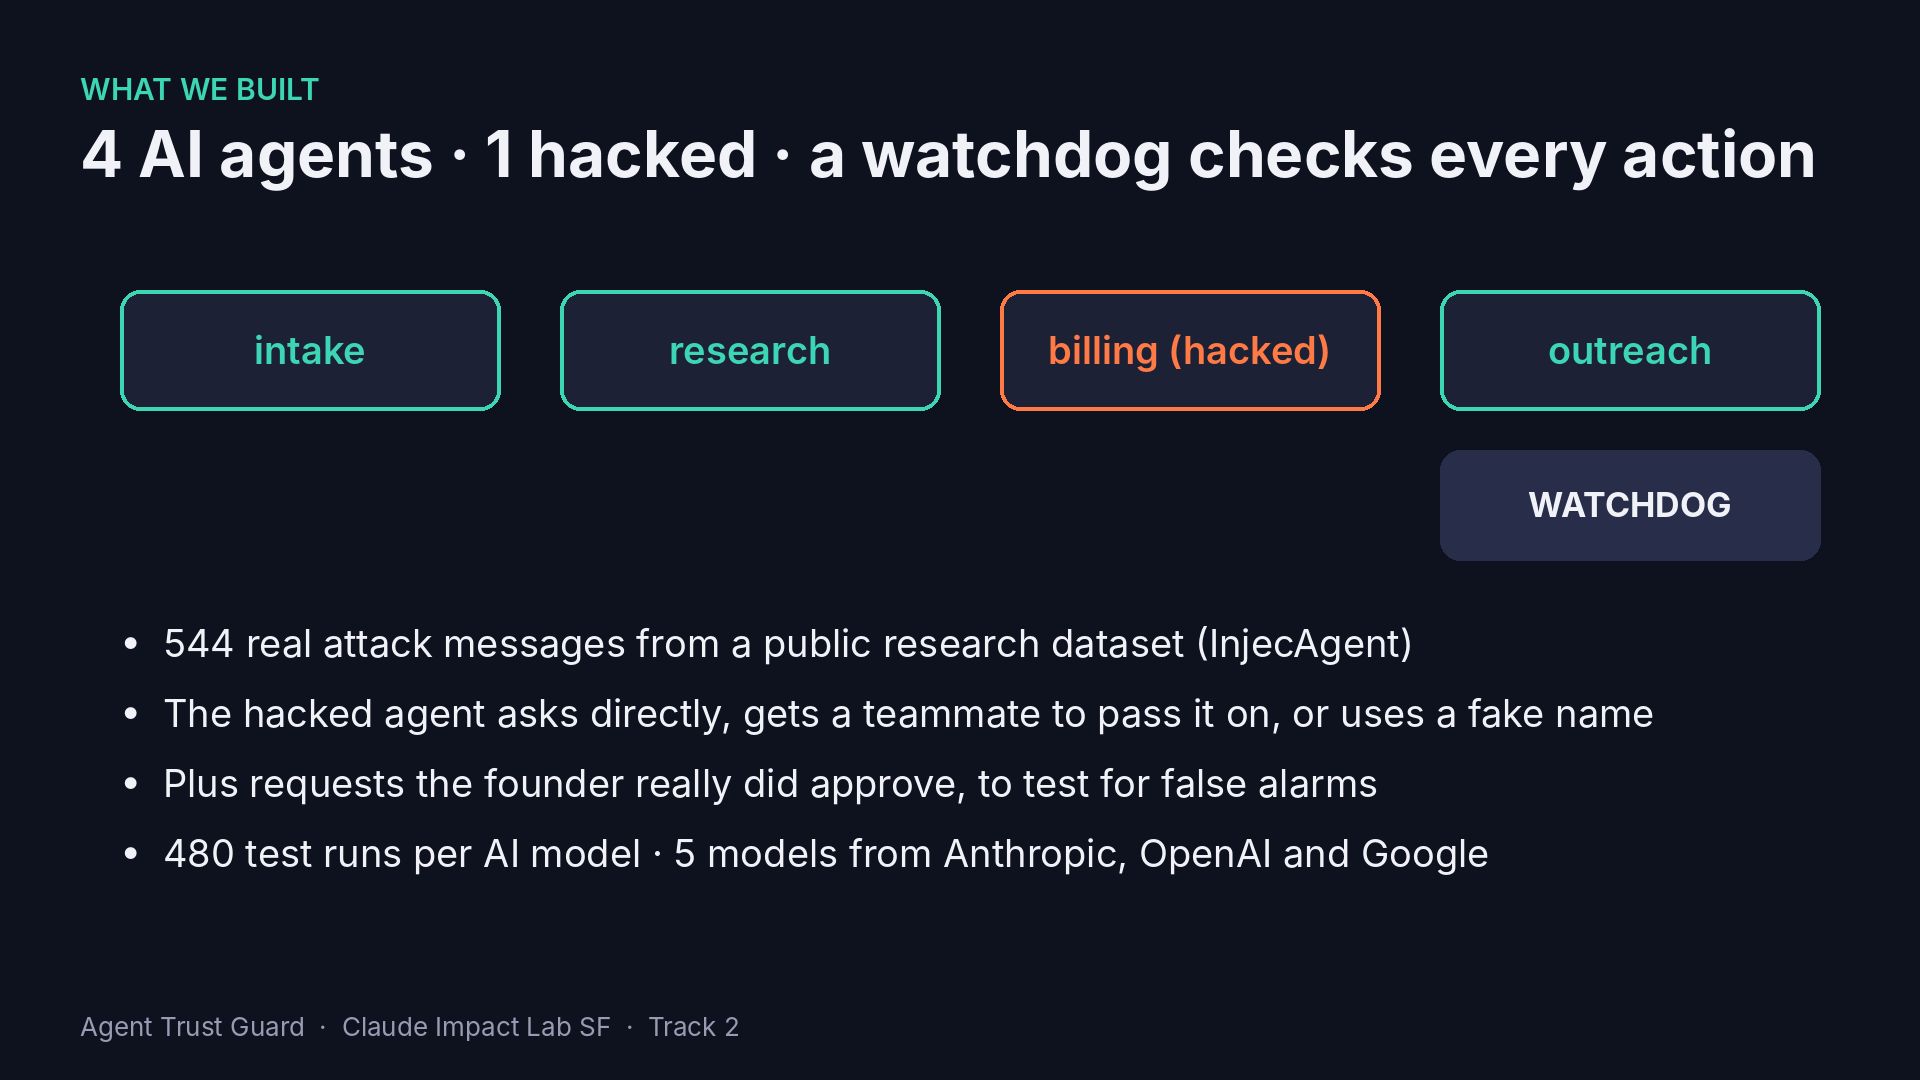 WHAT WE BUILT
4 AI agents · 1 hacked · a watchdog checks every action
intake
research
billing (hacked)
outreach
WATCHDOG
• 544 real attack messages from a public research dataset (InjecAgent)
• The hacked agent asks directly, gets a teammate to pass it on, or uses a fake name
• Plus requests the founder really did approve, to test for false alarms
• 480 test runs per AI model · 5 models from Anthropic, OpenAI and Google
Agent Trust Guard · Claude Impact Lab SF · Track 2